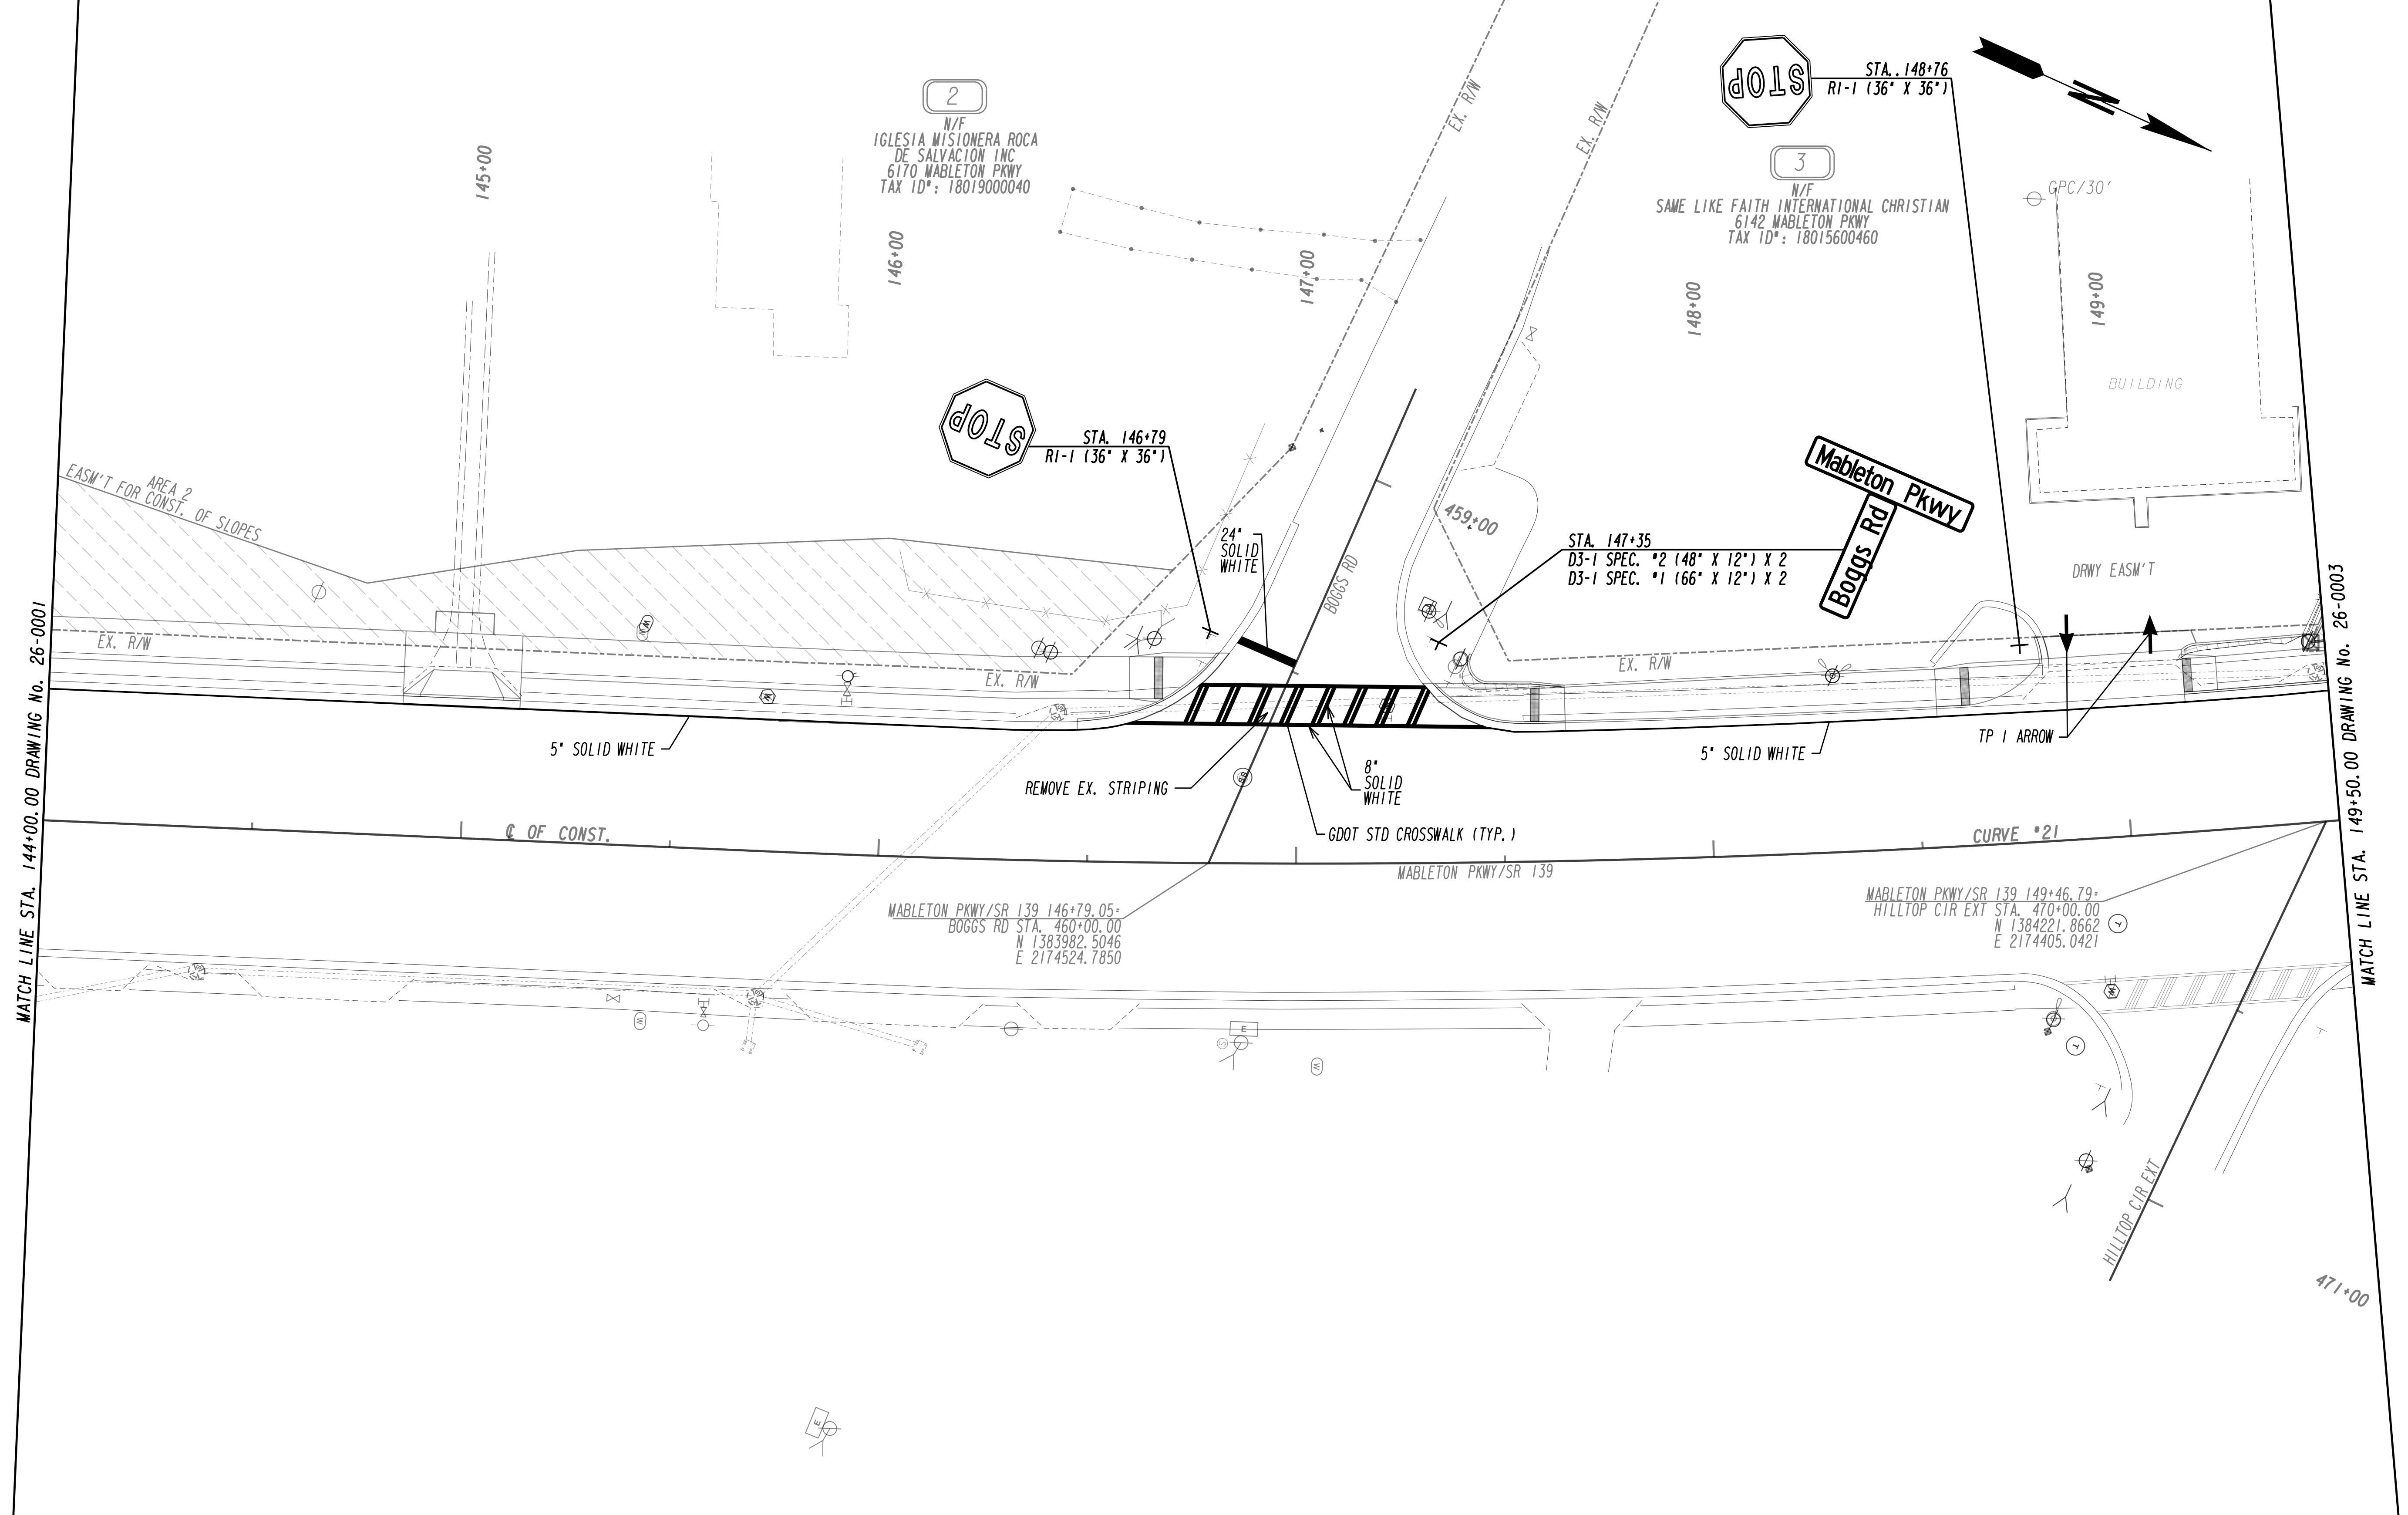 STOP
STA..148+76
R1-1 (36" X 36")
N
2
N/F
IGLESIA MISIONERA ROCA
DE SALVACION INC
6170 MABLETON PKWY
TAX ID#: 18019000040
3
N/F
SAME LIKE FAITH INTERNATIONAL CHRISTIAN
6142 MABLETON PKWY
TAX ID#: 18015600460
EX. R/W
EX. R/W
GPC/30'
145+00
146+00
147+00
148+00
149+00
BUILDING
STOP
STA. 146+79
R1-1 (36" X 36")
AREA 2
EASM'T FOR CONST. OF SLOPES
24"
SOLID
WHITE
BOGGS RD
459+00
STA. 147+35
D3-1 SPEC. #2 (48" X 12") X 2
D3-1 SPEC. #1 (66" X 12") X 2
Mableton Pkwy
Boggs Rd
DRWY EASM'T
EX. R/W
EX. R/W
EX. R/W
W
W
5" SOLID WHITE
REMOVE EX. STRIPING
SS
8"
SOLID
WHITE
GDOT STD CROSSWALK (TYP.)
5" SOLID WHITE
TP 1 ARROW
MATCH LINE STA. 144+00.00 DRAWING No. 26-0001
MATCH LINE STA. 149+50.00 DRAWING No. 26-0003
℄ OF CONST.
CURVE #21
MABLETON PKWY/SR 139
MABLETON PKWY/SR 139 146+79.05=
BOGGS RD STA. 460+00.00
N 1383982.5046
E 2174524.7850
MABLETON PKWY/SR 139 149+46.79=
HILLTOP CIR EXT STA. 470+00.00
N 1384221.8662
E 2174405.0421
T
W
E
S
W
W
T
HILLTOP CIR EXT
471+00
E